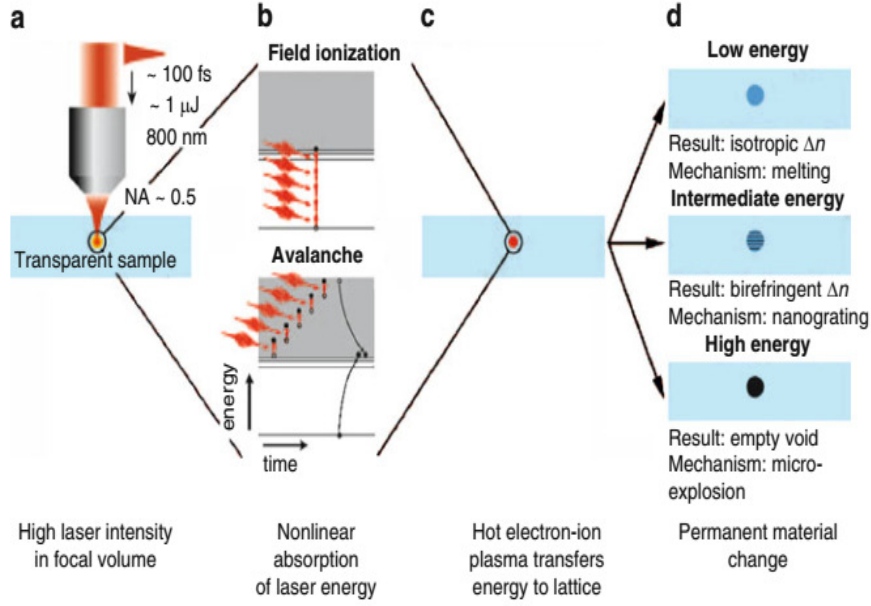 a
~ 100 fs
~ 1 μJ
800 nm
NA ~ 0.5
Transparent sample
High laser intensity
in focal volume
b
Field ionization
Avalanche
energy
time
Nonlinear
absorption
of laser energy
c
Hot electron-ion
plasma transfers
energy to lattice
d
Low energy
Result: isotropic Δn
Mechanism: melting
Intermediate energy
Result: birefringent Δn
Mechanism: nanograting
High energy
Result: empty void
Mechanism: micro-
explosion
Permanent material
change